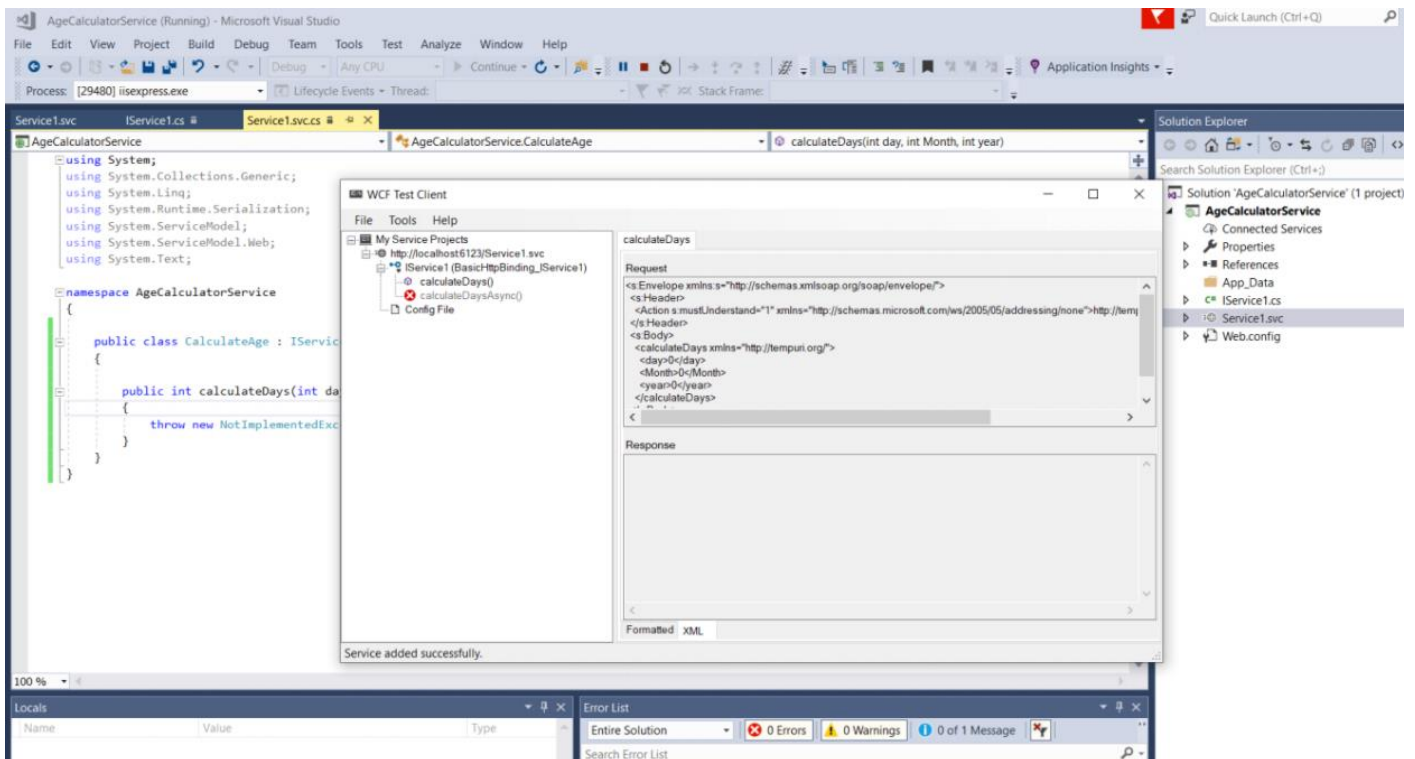 AgeCalculatorService (Running) - Microsoft Visual Studio
Quick Launch (Ctrl+Q)
File Edit View Project Build Debug Team Tools Test Analyze Window Help
Debug Any CPU Continue Application Insights
Process: [29480] iisexpress.exe Lifecycle Events Thread: Stack Frame:
Service1.svc IService1.cs Service1.svc.cs
Solution Explorer
AgeCalculatorService AgeCalculatorService.CalculateAge calculateDays(int day, int Month, int year)
Search Solution Explorer (Ctrl+;)
Solution 'AgeCalculatorService' (1 project)
AgeCalculatorService
Connected Services
Properties
References
App_Data
IService1.cs
Service1.svc
Web.config
using System;
using System.Collections.Generic;
using System.Linq;
using System.Runtime.Serialization;
using System.ServiceModel;
using System.ServiceModel.Web;
using System.Text;
namespace AgeCalculatorService
{
public class CalculateAge : IServic
{
public int calculateDays(int da
{
throw new NotImplementedExc
}
}
}
WCF Test Client
File Tools Help
My Service Projects
http://localhost:6123/Service1.svc
IService1 (BasicHttpBinding_IService1)
calculateDays()
calculateDaysAsync()
Config File
calculateDays
Request
<s:Envelope xmlns:s="http://schemas.xmlsoap.org/soap/envelope/">
<s:Header>
<Action s:mustUnderstand="1" xmlns="http://schemas.microsoft.com/ws/2005/05/addressing/none">http://temp
</s:Header>
<s:Body>
<calculateDays xmlns="http://tempuri.org/">
<day>0</day>
<Month>0</Month>
<year>0</year>
</calculateDays>
Response
Formatted XML
Service added successfully.
100 %
Locals
Name Value Type
Error List
Entire Solution 0 Errors 0 Warnings 0 of 1 Message
Search Error List